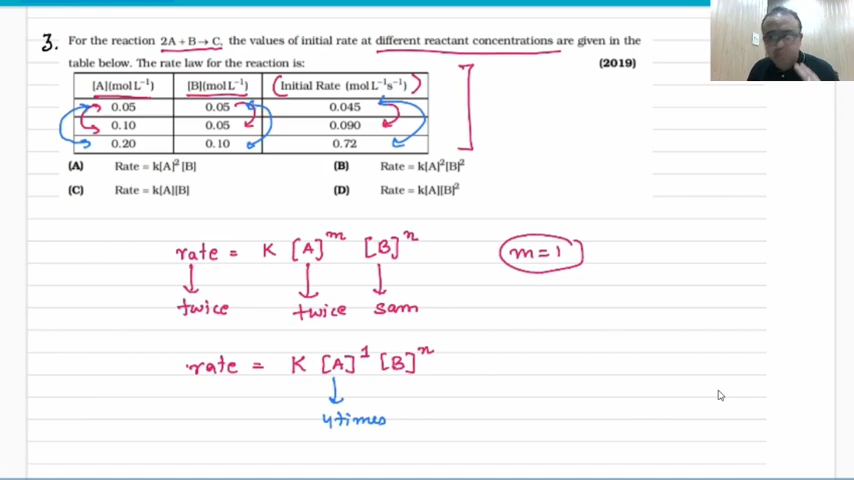 3. For the reaction 2A + B → C, the values of initial rate at different reactant concentrations are given in the
table below. The rate law for the reaction is: (2019)
[A](mol L⁻¹) [B](mol L⁻¹) (Initial Rate (mol L⁻¹s⁻¹))
0.05 0.05 0.045
0.10 0.05 0.090
0.20 0.10 0.72
(A) Rate = k[A]² [B] (B) Rate = k[A]²[B]²
(C) Rate = k[A][B] (D) Rate = k[A][B]²
rate = K [A]ᵐ [B]ⁿ m = 1
twice twice sam
rate = K [A]¹ [B]ⁿ
4 times